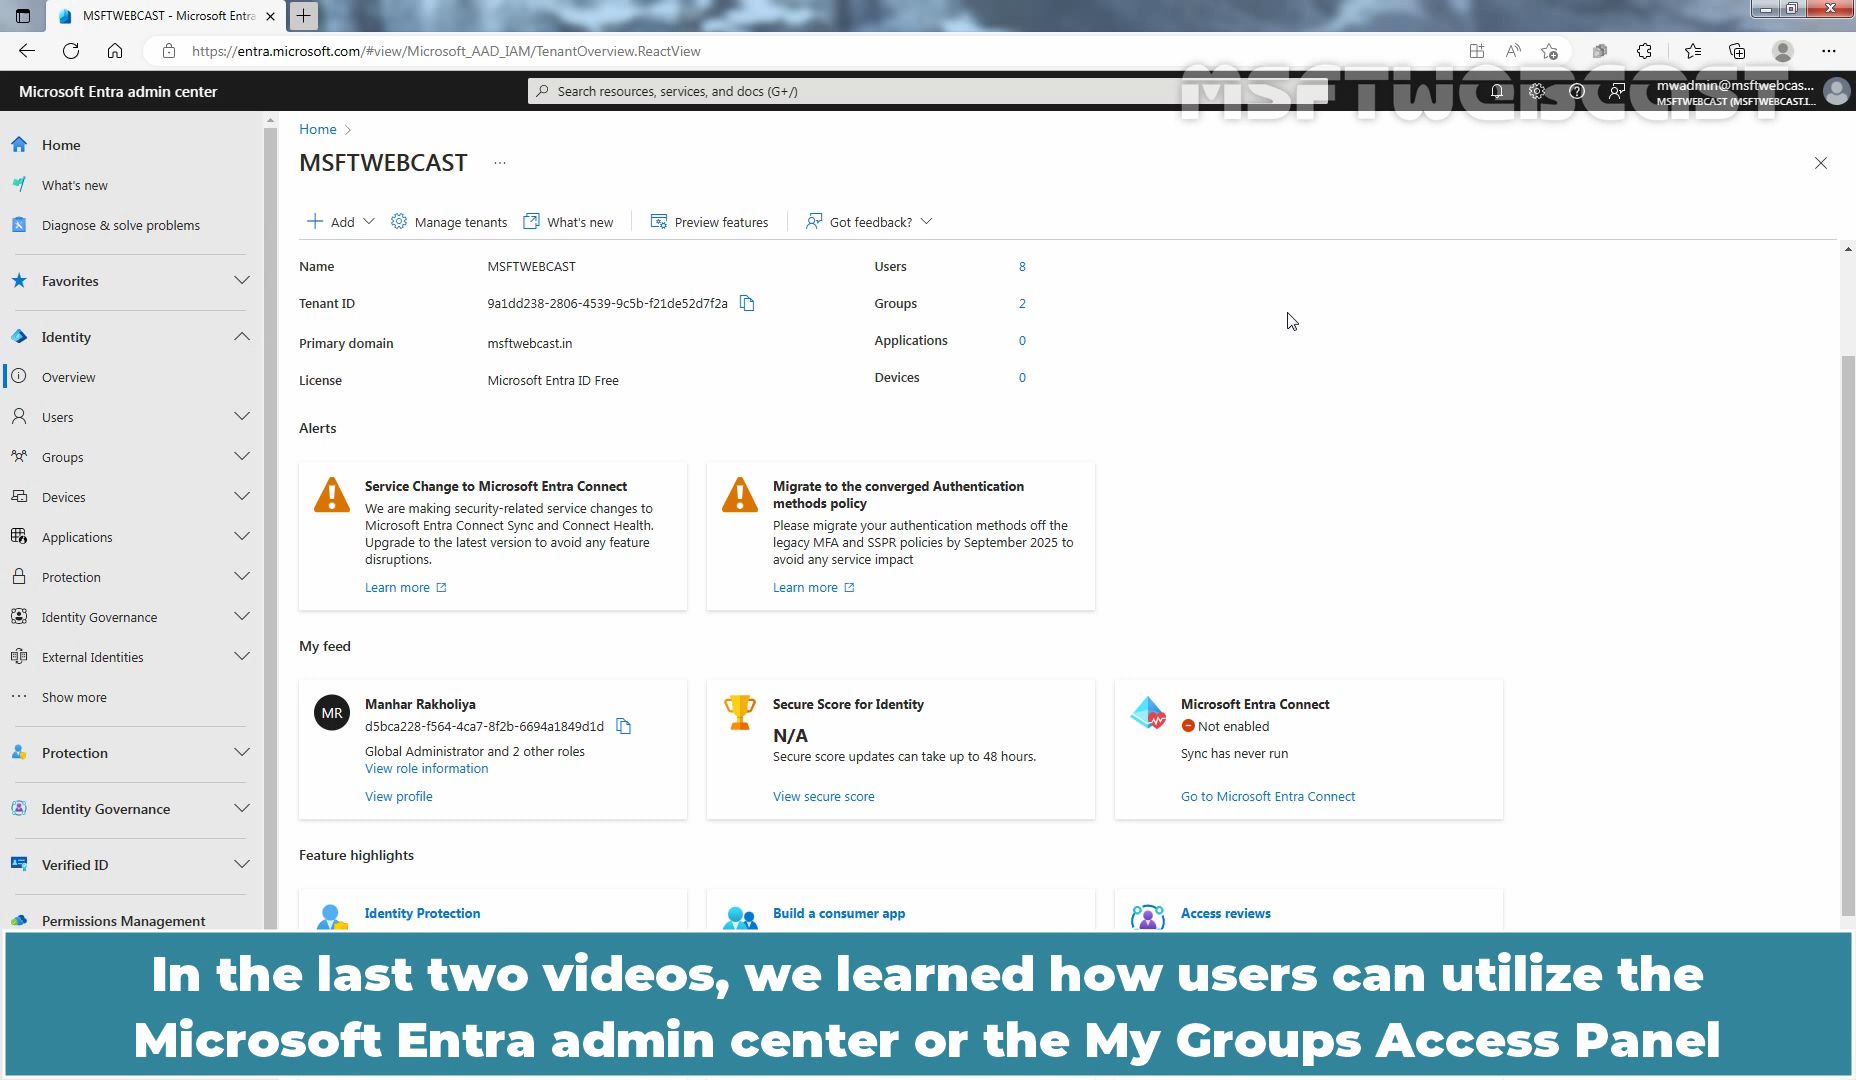 MSFTWEBCAST - Microsoft Entra
https://entra.microsoft.com/#view/Microsoft_AAD_IAM/TenantOverview.ReactView
MSFTWEBCAST
Microsoft Entra admin center
Search resources, services, and docs (G+/)
mwadmin@msftwebcas...
MSFTWEBCAST (MSFTWEBCAST.I...
Home
What's new
Diagnose & solve problems
Favorites
Identity
Overview
Users
Groups
Devices
Applications
Protection
Identity Governance
External Identities
Show more
Protection
Identity Governance
Verified ID
Permissions Management
Home
MSFTWEBCAST
Add
Manage tenants
What's new
Preview features
Got feedback?
Name MSFTWEBCAST Users 8
Tenant ID 9a1dd238-2806-4539-9c5b-f21de52d7f2a Groups 2
Primary domain msftwebcast.in Applications 0
License Microsoft Entra ID Free Devices 0
Alerts
Service Change to Microsoft Entra Connect
We are making security-related service changes to
Microsoft Entra Connect Sync and Connect Health.
Upgrade to the latest version to avoid any feature
disruptions.
Learn more
Migrate to the converged Authentication
methods policy
Please migrate your authentication methods off the
legacy MFA and SSPR policies by September 2025 to
avoid any service impact
Learn more
My feed
MR
Manhar Rakholiya
d5bca228-f564-4ca7-8f2b-6694a1849d1d
Global Administrator and 2 other roles
View role information
View profile
Secure Score for Identity
N/A
Secure score updates can take up to 48 hours.
View secure score
Microsoft Entra Connect
Not enabled
Sync has never run
Go to Microsoft Entra Connect
Feature highlights
Identity Protection
Build a consumer app
Access reviews
In the last two videos, we learned how users can utilize the
Microsoft Entra admin center or the My Groups Access Panel